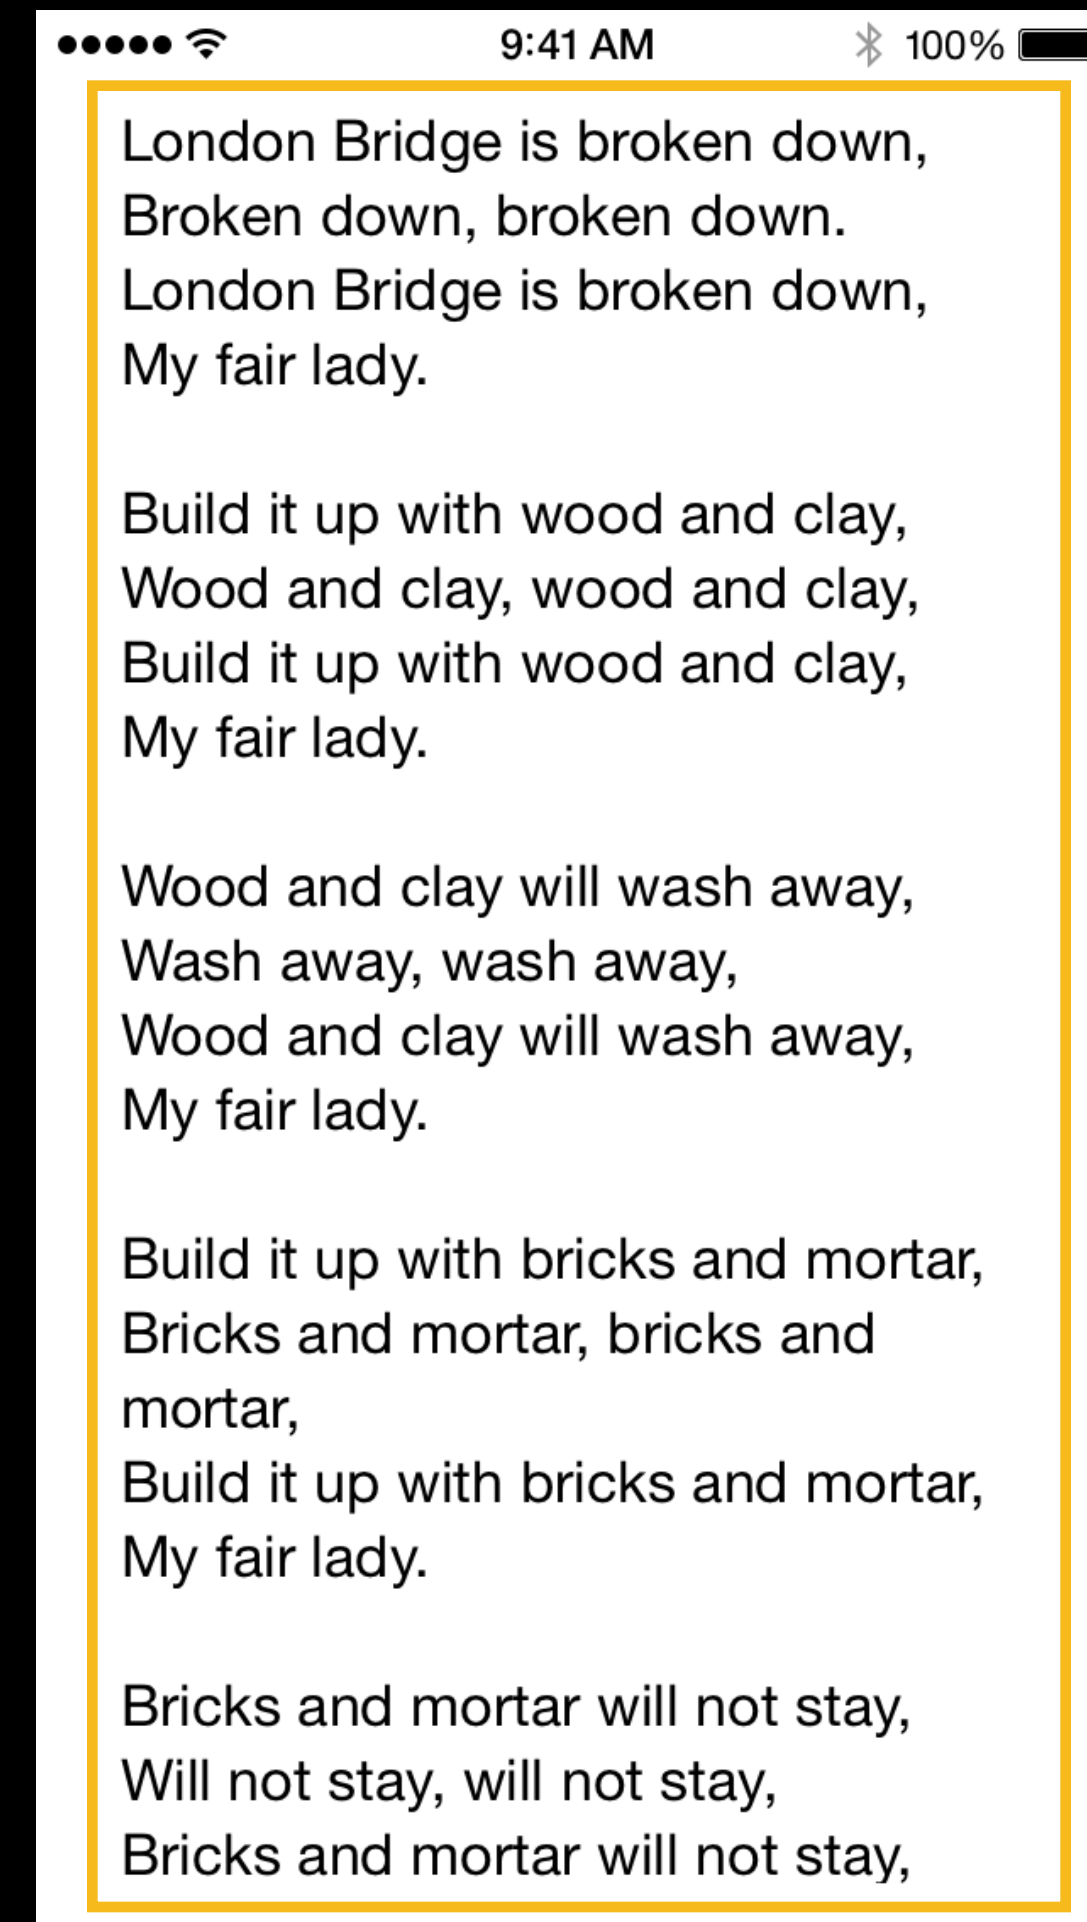 9:41 AM 100%
London Bridge is broken down,
Broken down, broken down.
London Bridge is broken down,
My fair lady.
Build it up with wood and clay,
Wood and clay, wood and clay,
Build it up with wood and clay,
My fair lady.
Wood and clay will wash away,
Wash away, wash away,
Wood and clay will wash away,
My fair lady.
Build it up with bricks and mortar,
Bricks and mortar, bricks and
mortar,
Build it up with bricks and mortar,
My fair lady.
Bricks and mortar will not stay,
Will not stay, will not stay,
Bricks and mortar will not stay,